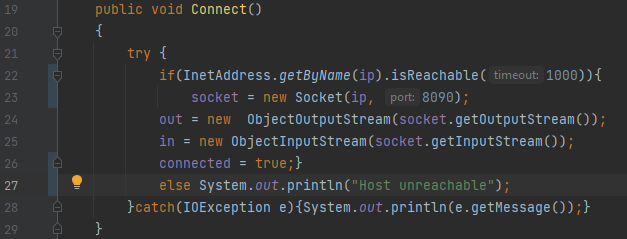 19 public void Connect()
20 {
21 try {
22 if(InetAddress.getByName(ip).isReachable( timeout: 1000)){
23 socket = new Socket(ip, port: 8090);
24 out = new  ObjectOutputStream(socket.getOutputStream());
25 in = new ObjectInputStream(socket.getInputStream());
26 connected = true;}
27 else System.out.println("Host unreachable");
28 }catch(IOException e){System.out.println(e.getMessage());}
29 }